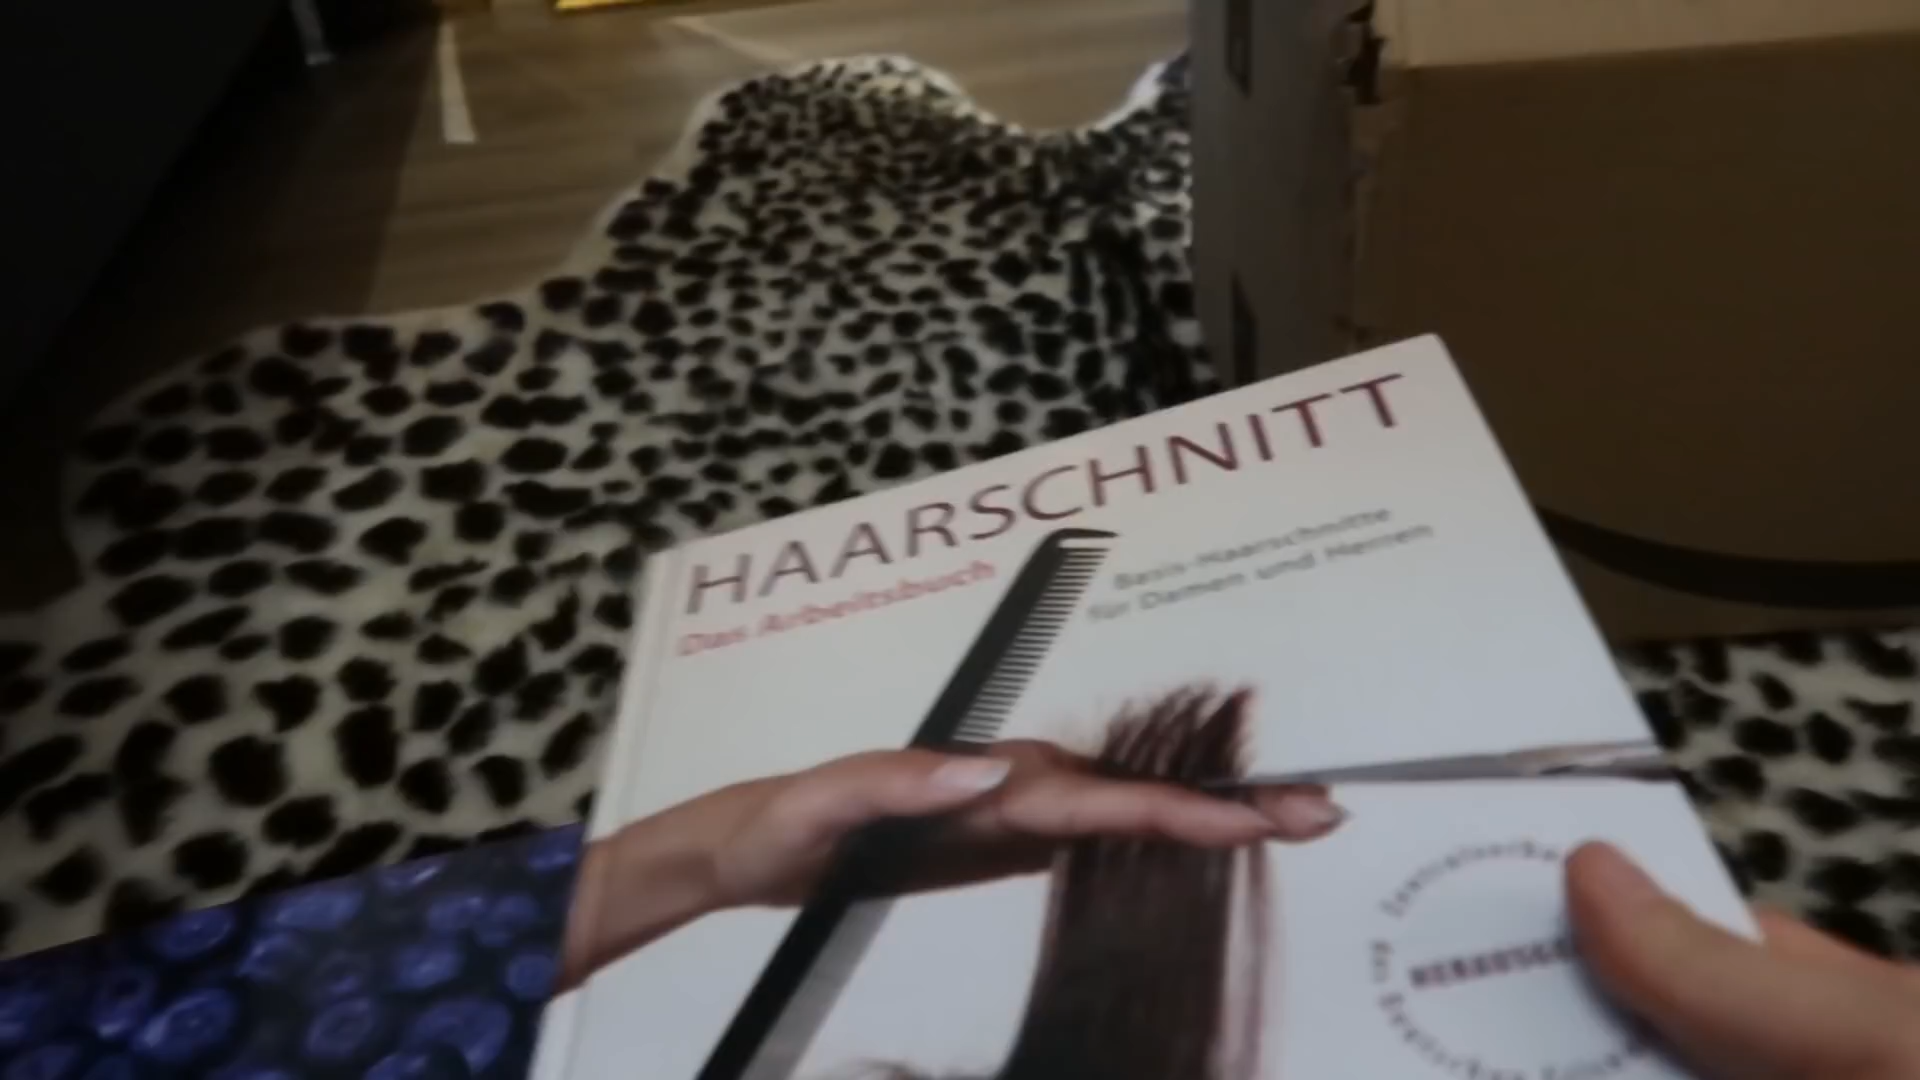 HAARSCHNITT
Das Arbeitsbuch
Basis-Haarschnitte
für Damen und Herren